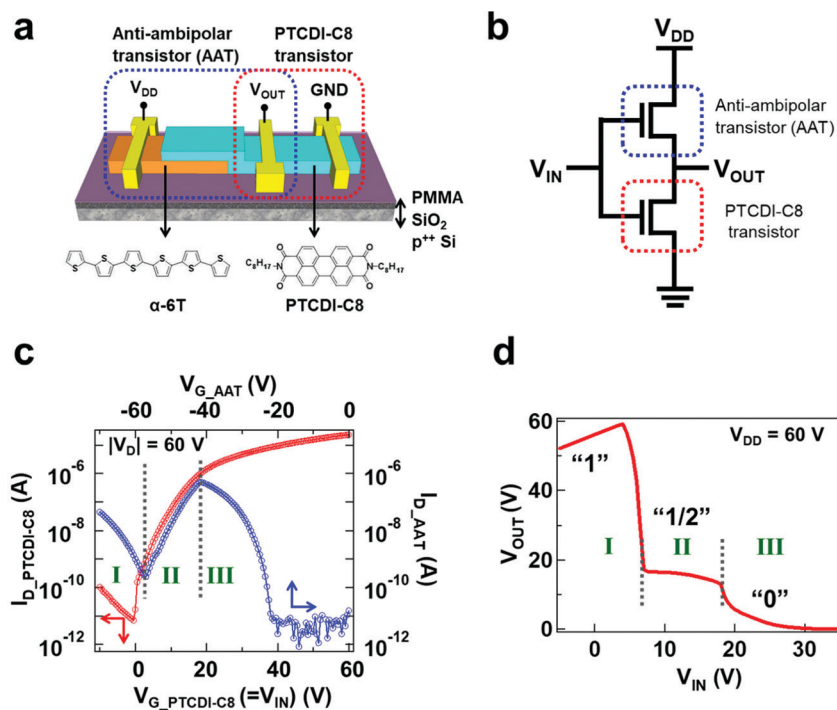 a
Anti-ambipolar
transistor (AAT)
PTCDI-C8
transistor
V_DD
V_OUT
GND
PMMA
SiO₂
p⁺⁺ Si
S
S
S
S
S
S
α-6T
C₈H₁₇-N
N-C₈H₁₇
O
O
O
O
PTCDI-C8
b
V_DD
Anti-ambipolar
transistor (AAT)
V_IN
V_OUT
PTCDI-C8
transistor
c
V_G_AAT (V)
-60 -40 -20 0
|V_D| = 60 V
I_D_PTCDI-C8 (A)
10⁻⁶
10⁻⁸
10⁻¹⁰
10⁻¹²
I II III
10⁻⁶
10⁻⁸
10⁻¹⁰
10⁻¹²
I_D_AAT (A)
0 20 40 60
V_G_PTCDI-C8 (=V_IN) (V)
d
V_OUT (V)
60
40
20
0
V_DD = 60 V
“1”
“1/2”
I II III
“0”
0 10 20 30
V_IN (V)